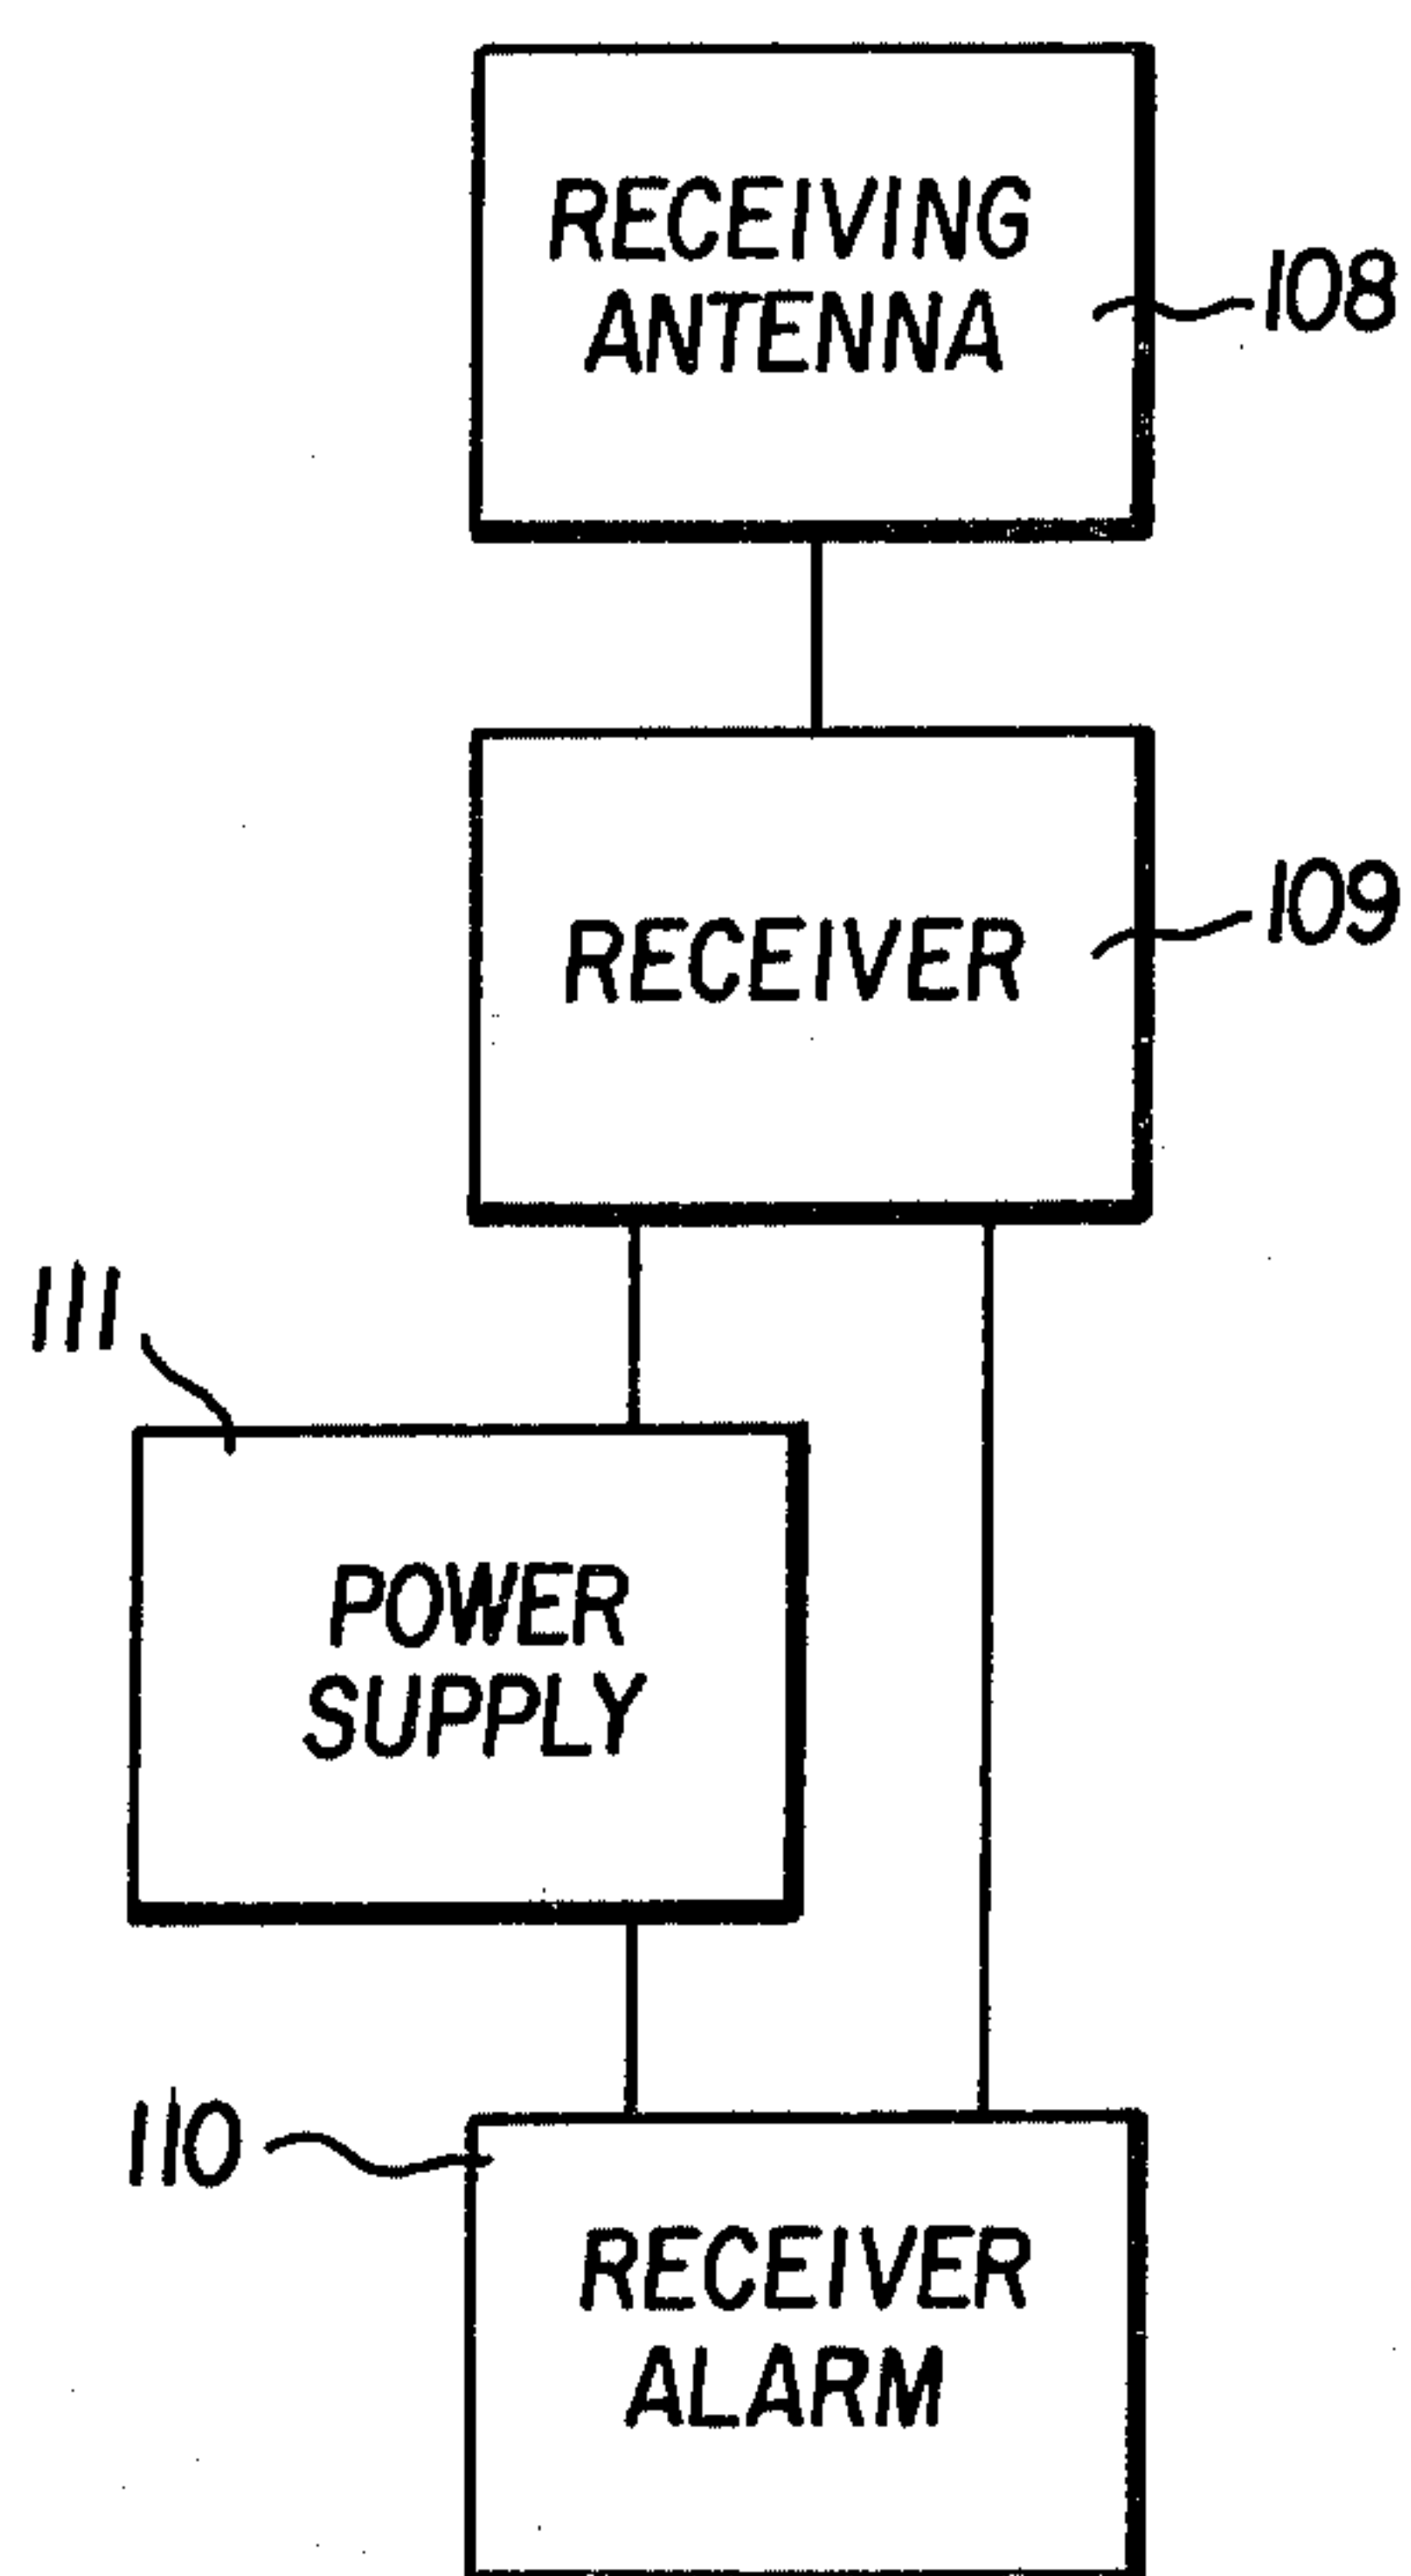 RECEIVING
ANTENNA
108
RECEIVER
109
111
POWER
SUPPLY
110
RECEIVER
ALARM